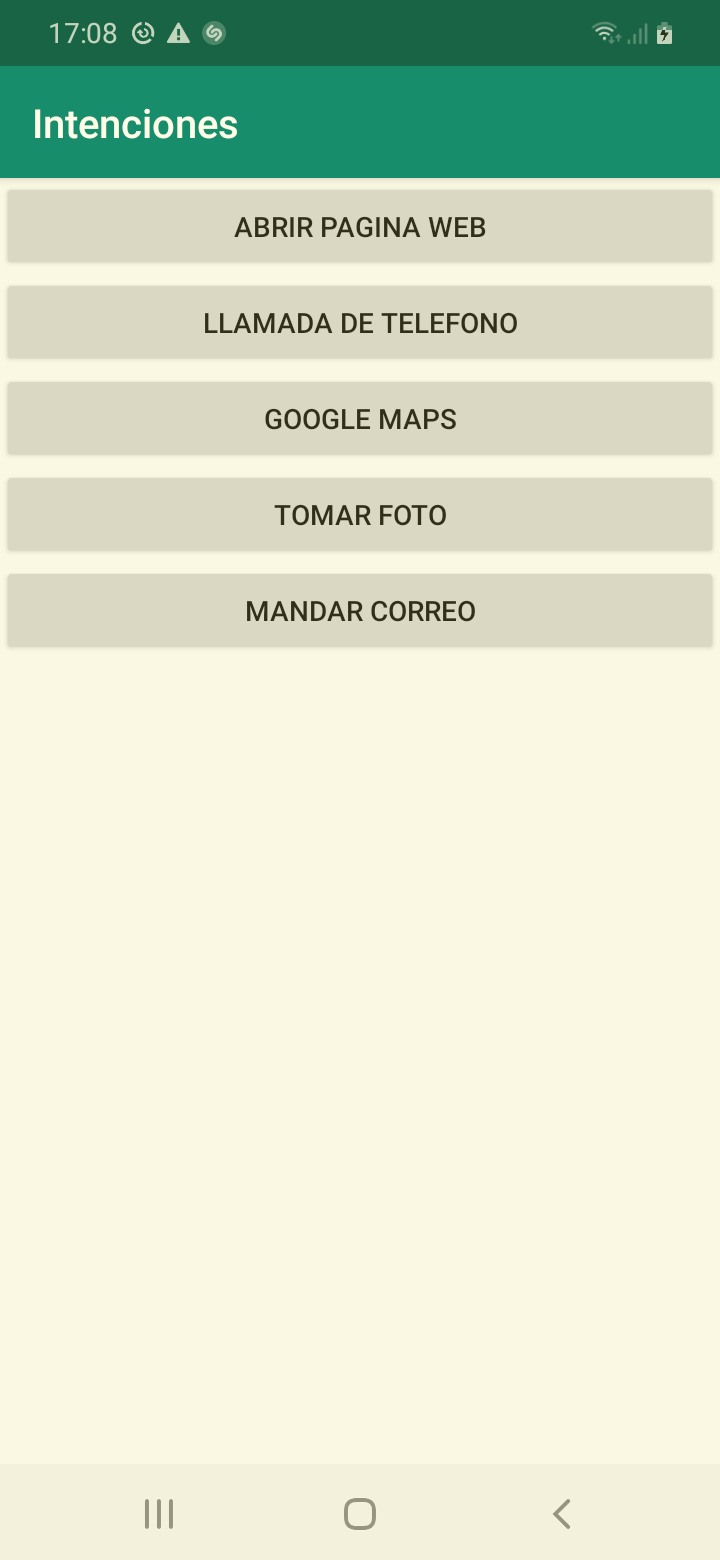 17:08
Intenciones
ABRIR PAGINA WEB
LLAMADA DE TELEFONO
GOOGLE MAPS
TOMAR FOTO
MANDAR CORREO